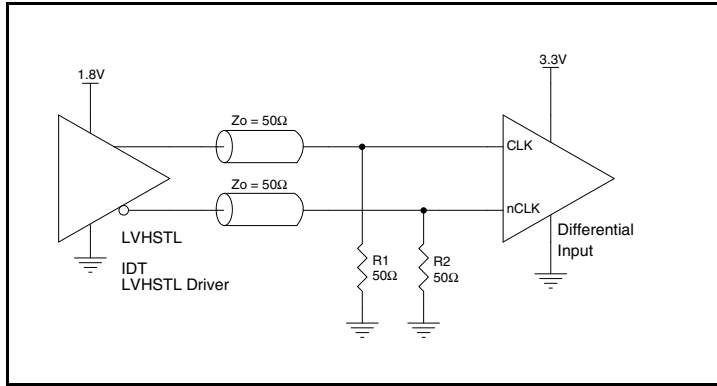 1.8V
3.3V
Zo = 50Ω
CLK
Zo = 50Ω
nCLK
LVHSTL
Differential
Input
IDT
LVHSTL Driver
R1
50Ω
R2
50Ω